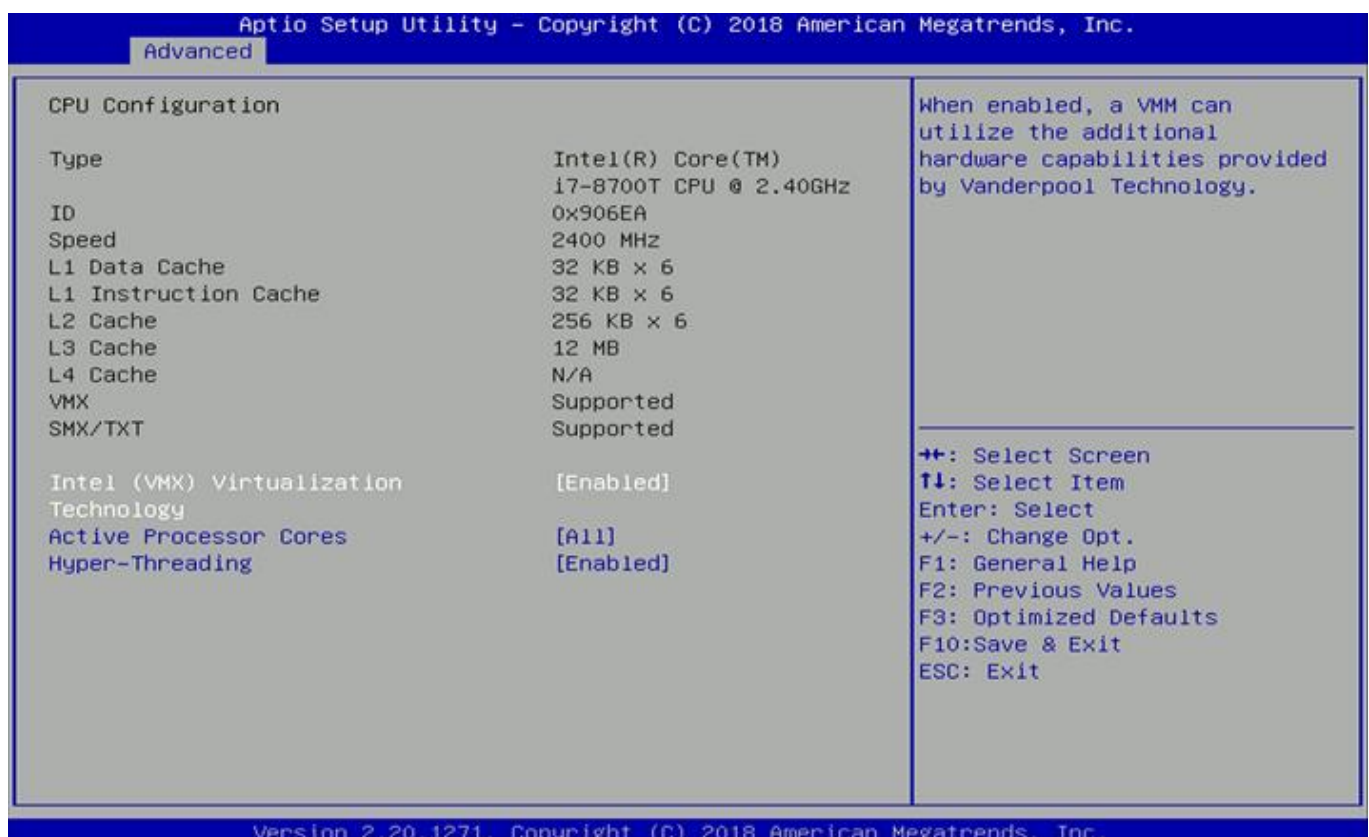 Aptio Setup Utility – Copyright (C) 2018 American Megatrends, Inc.
Advanced
CPU Configuration
Type Intel(R) Core(TM)
i7-8700T CPU @ 2.40GHz
ID 0x906EA
Speed 2400 MHz
L1 Data Cache 32 KB x 6
L1 Instruction Cache 32 KB x 6
L2 Cache 256 KB x 6
L3 Cache 12 MB
L4 Cache N/A
VMX Supported
SMX/TXT Supported
Intel (VMX) Virtualization [Enabled]
Technology
Active Processor Cores [All]
Hyper-Threading [Enabled]
When enabled, a VMM can
utilize the additional
hardware capabilities provided
by Vanderpool Technology.
→←: Select Screen
↑↓: Select Item
Enter: Select
+/-: Change Opt.
F1: General Help
F2: Previous Values
F3: Optimized Defaults
F10:Save & Exit
ESC: Exit
Version 2.20.1271. Copyright (C) 2018 American Megatrends, Inc.